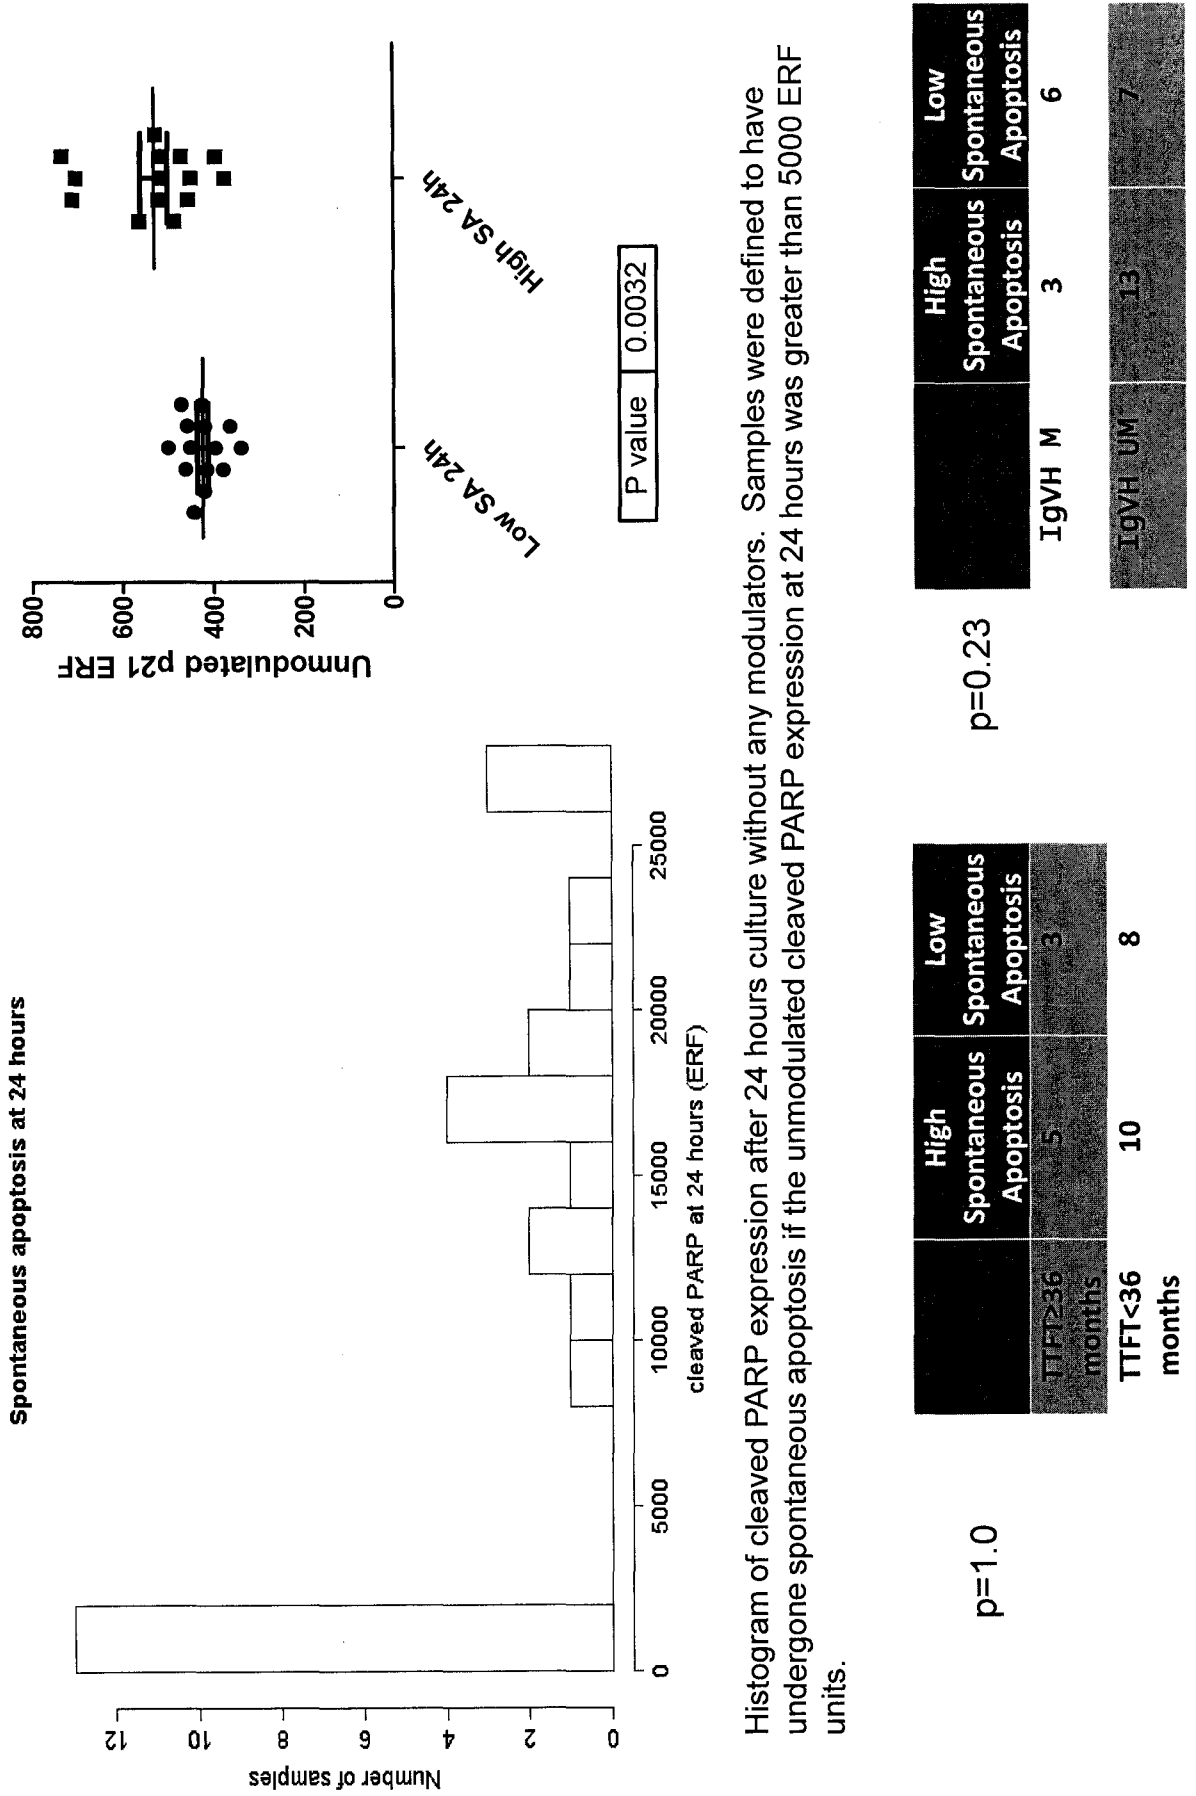 Spontaneous apoptosis at 24 hours
Number of samples
12
10
8
6
4
2
0
0
5000
10000
15000
20000
25000
cleaved PARP at 24 hours (ERF)
Unmodulated p21 ERF
800
600
400
200
0
Low SA 24h
High SA 24h
P value 0.0032
Histogram of cleaved PARP expression after 24 hours culture without any modulators. Samples were defined to have
undergone spontaneous apoptosis if the unmodulated cleaved PARP expression at 24 hours was greater than 5000 ERF
units.
p=1.0
High Low
Spontaneous Spontaneous
Apoptosis Apoptosis
TTFT≥36 5 3
months
TTFT<36 10 8
months
p=0.23
High Low
Spontaneous Spontaneous
Apoptosis Apoptosis
IgVH M 3 6
IgVH UM 13 7